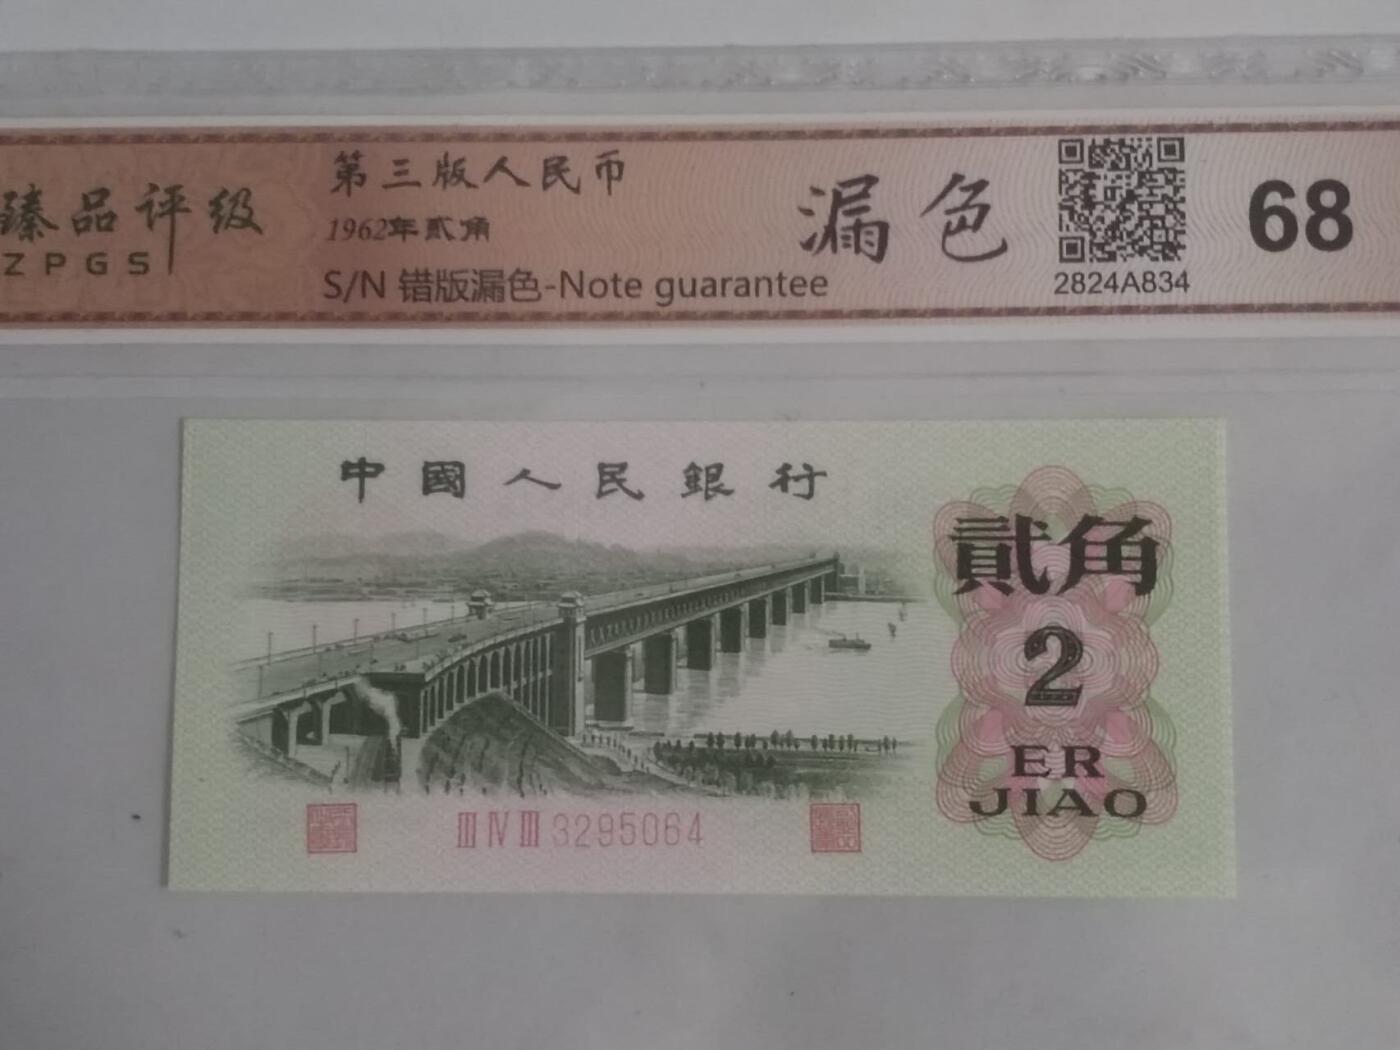 臻品评级
ZPGS
第三版人民币
1962年贰角
S/N 错版漏色-Note guarantee
漏色
2824A834
68
中國人民銀行
貳角
2
ER
JIAO
III IV III 3295064